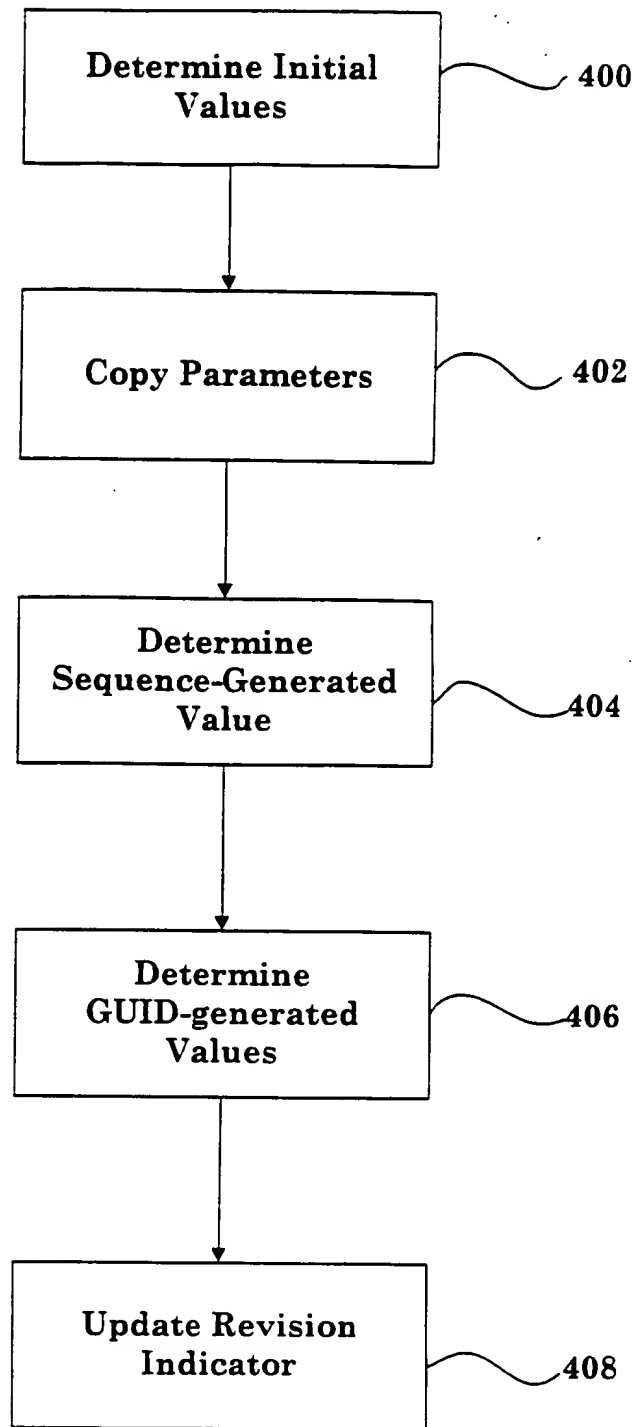 Determine Initial
Values
400
Copy Parameters
402
Determine
Sequence-Generated
Value
404
Determine
GUID-generated
Values
406
Update Revision
Indicator
408